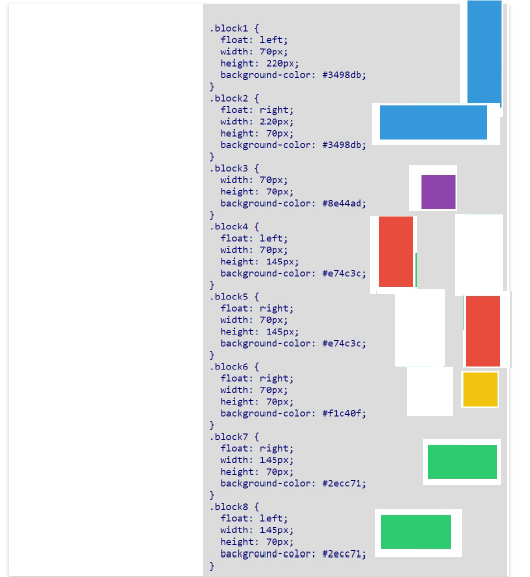 .block1 {
float: left;
width: 70px;
height: 220px;
background-color: #3498db;
}
.block2 {
float: right;
width: 220px;
height: 70px;
background-color: #3498db;
}
.block3 {
width: 70px;
height: 70px;
background-color: #8e44ad;
}
.block4 {
float: left;
width: 70px;
height: 145px;
background-color: #e74c3c;
}
.block5 {
float: right;
width: 70px;
height: 145px;
background-color: #e74c3c;
}
.block6 {
float: right;
width: 70px;
height: 70px;
background-color: #f1c40f;
}
.block7 {
float: right;
width: 145px;
height: 70px;
background-color: #2ecc71;
}
.block8 {
float: left;
width: 145px;
height: 70px;
background-color: #2ecc71;
}